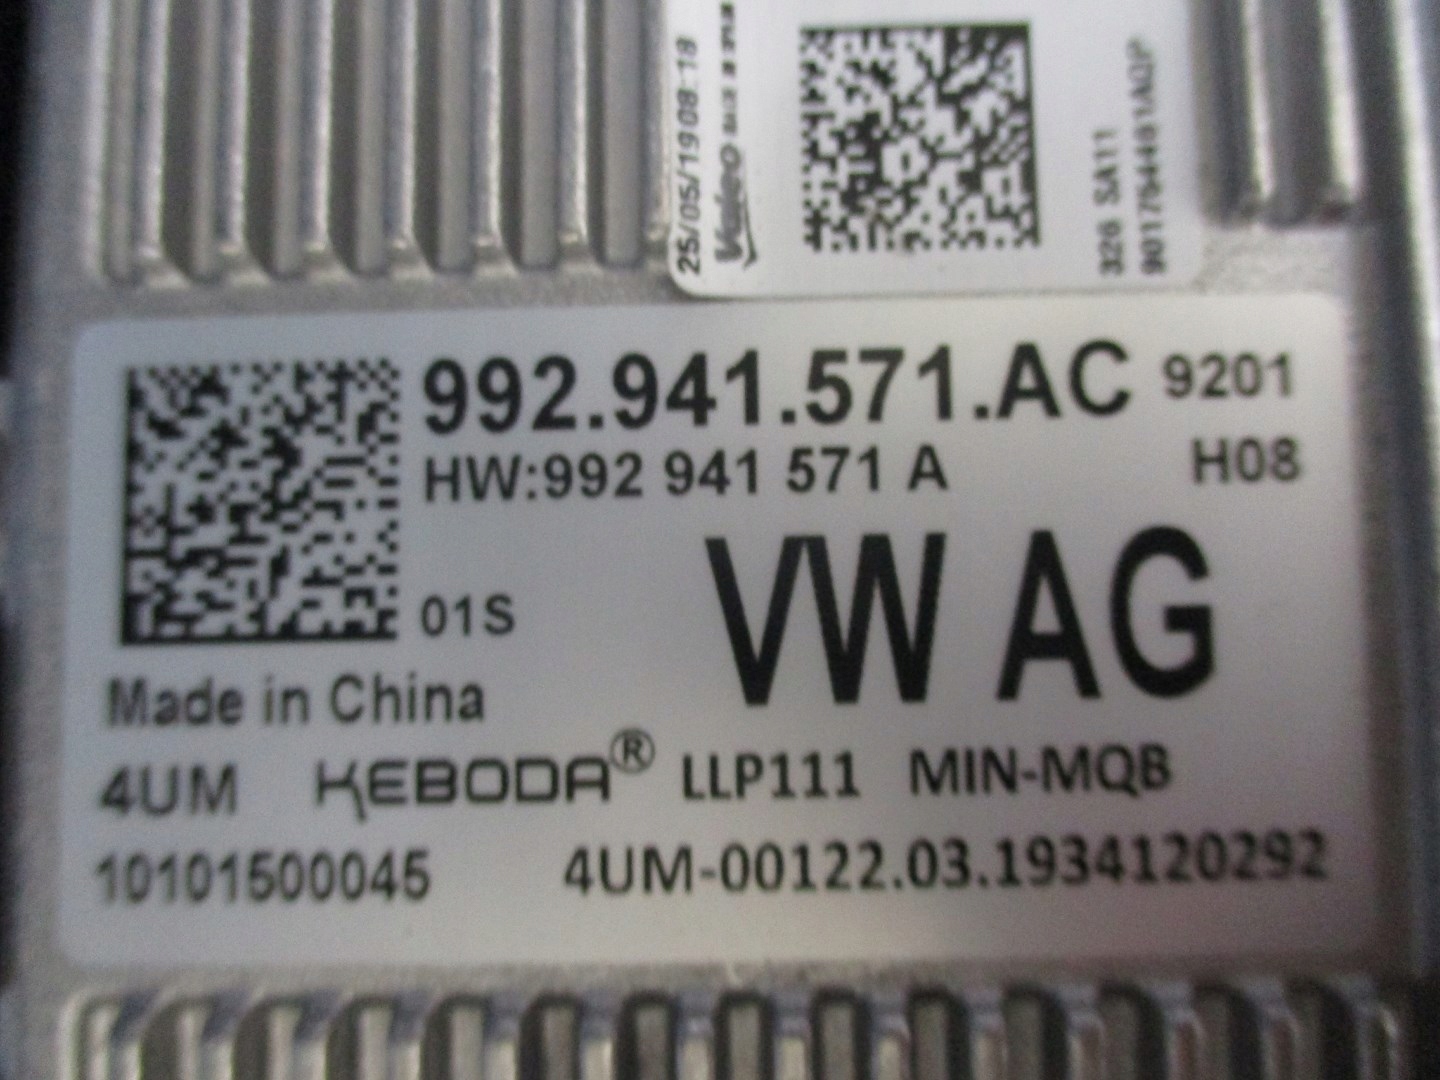 25/05/19 08:18
Valeo
326 SA11
992.941.571.AC 9201
HW:992 941 571 A H08
VW AG
01S
Made in China
4UM KEBODA® LLP111 MIN-MQB
10101500045 4UM-00122.03.1934120292